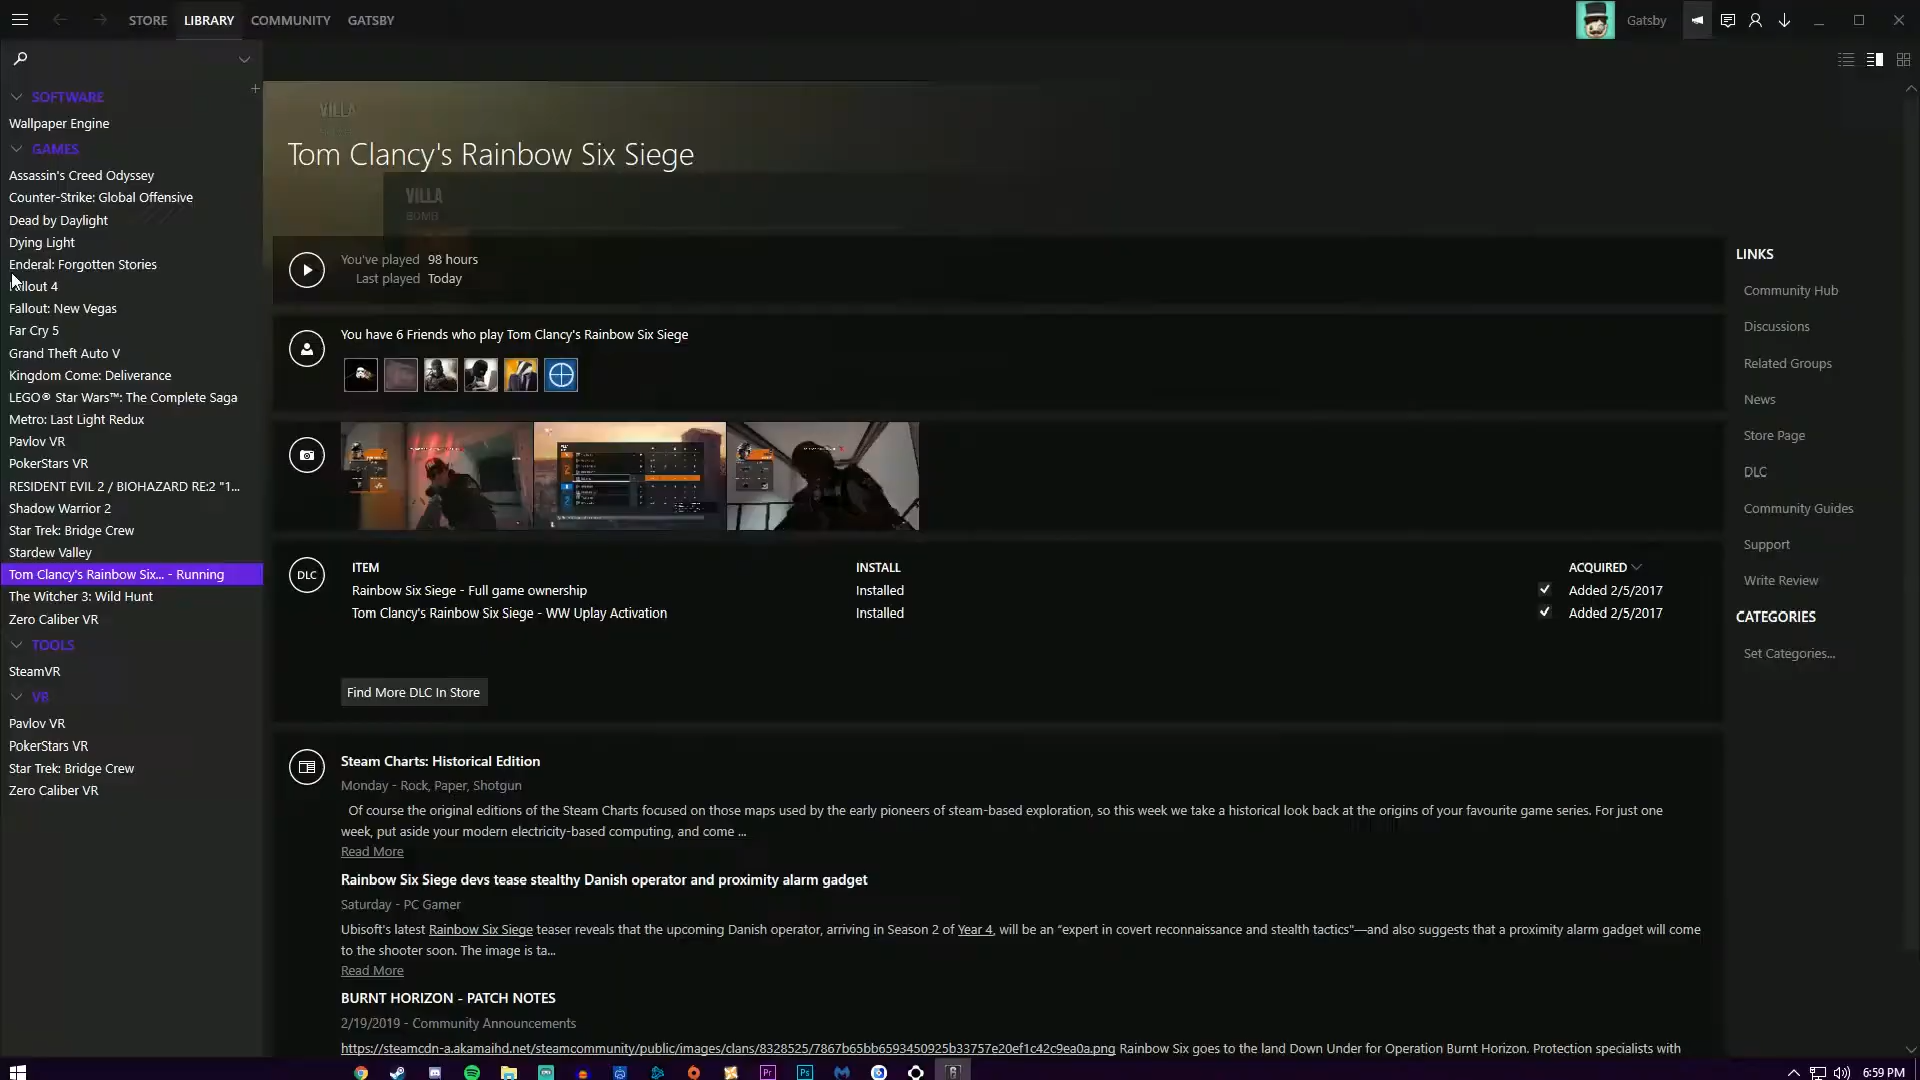 STORE LIBRARY COMMUNITY GATSBY
Gatsby
SOFTWARE
Wallpaper Engine
GAMES
Assassin's Creed Odyssey
Counter-Strike: Global Offensive
Dead by Daylight
Dying Light
Enderal: Forgotten Stories
Fallout 4
Fallout: New Vegas
Far Cry 5
Grand Theft Auto V
Kingdom Come: Deliverance
LEGO® Star Wars™: The Complete Saga
Metro: Last Light Redux
Pavlov VR
PokerStars VR
RESIDENT EVIL 2 / BIOHAZARD RE:2 "1...
Shadow Warrior 2
Star Trek: Bridge Crew
Stardew Valley
Tom Clancy's Rainbow Six... - Running
The Witcher 3: Wild Hunt
Zero Caliber VR
TOOLS
SteamVR
VR
Pavlov VR
PokerStars VR
Star Trek: Bridge Crew
Zero Caliber VR
VILLA
Tom Clancy's Rainbow Six Siege
VILLA
BOMB
You've played 98 hours
Last played Today
You have 6 Friends who play Tom Clancy's Rainbow Six Siege
DLC
ITEM INSTALL ACQUIRED
Rainbow Six Siege - Full game ownership Installed Added 2/5/2017
Tom Clancy's Rainbow Six Siege - WW Uplay Activation Installed Added 2/5/2017
Find More DLC In Store
Steam Charts: Historical Edition
Monday - Rock, Paper, Shotgun
Of course the original editions of the Steam Charts focused on those maps used by the early pioneers of steam-based exploration, so this week we take a historical look back at the origins of your favourite game series. For just one
week, put aside your modern electricity-based computing, and come ...
Read More
Rainbow Six Siege devs tease stealthy Danish operator and proximity alarm gadget
Saturday - PC Gamer
Ubisoft's latest Rainbow Six Siege teaser reveals that the upcoming Danish operator, arriving in Season 2 of Year 4, will be an "expert in covert reconnaissance and stealth tactics"—and also suggests that a proximity alarm gadget will come
to the shooter soon. The image is ta...
Read More
BURNT HORIZON - PATCH NOTES
2/19/2019 - Community Announcements
https://steamcdn-a.akamaihd.net/steamcommunity/public/images/clans/8328525/7867b65bb6593450925b33757e20ef1c42c9ea0a.png Rainbow Six goes to the land Down Under for Operation Burnt Horizon. Protection specialists with
LINKS
Community Hub
Discussions
Related Groups
News
Store Page
DLC
Community Guides
Support
Write Review
CATEGORIES
Set Categories...
Pr
Ps
6:59 PM